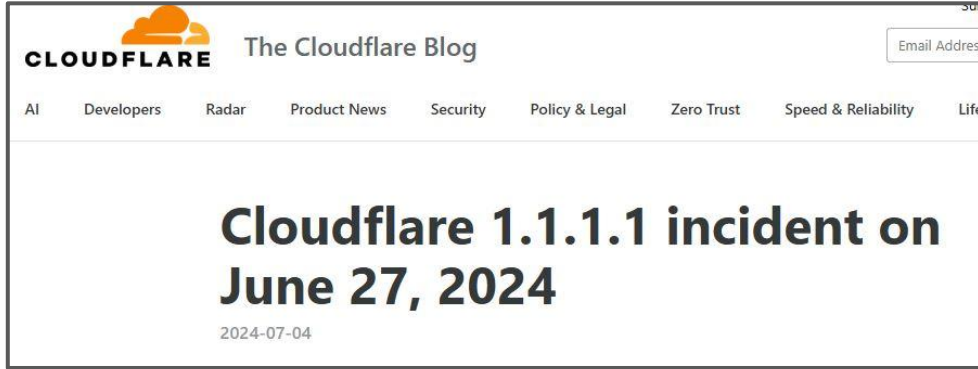 CLOUDFLARE
The Cloudflare Blog
Email Addres
AI Developers Radar Product News Security Policy & Legal Zero Trust Speed & Reliability Life
Cloudflare 1.1.1.1 incident on
June 27, 2024
2024-07-04